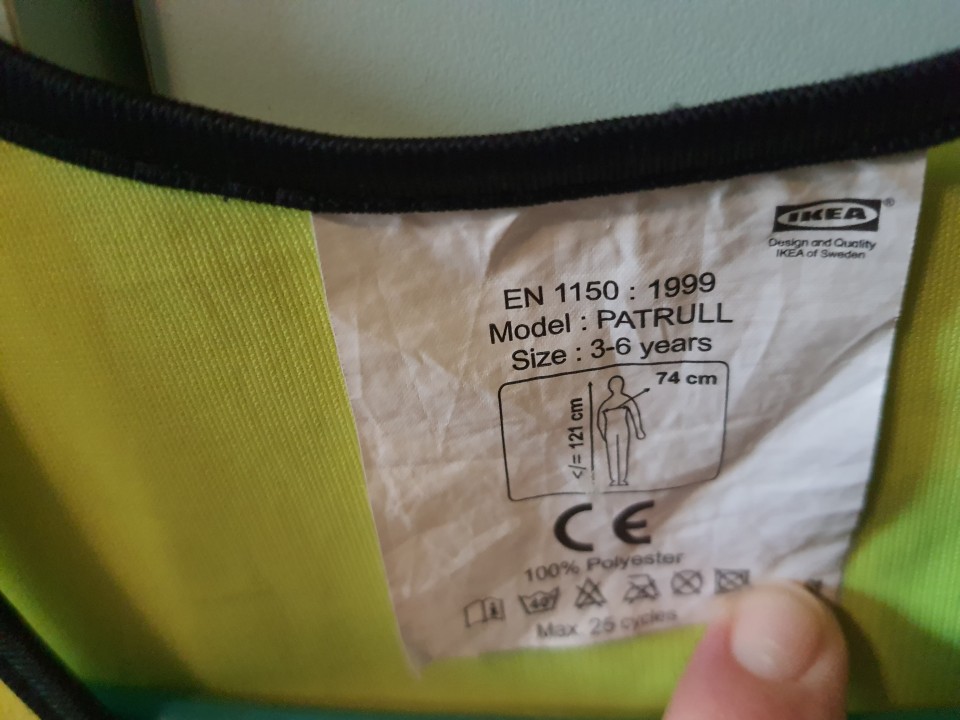 IKEA®
Design and Quality
IKEA of Sweden
EN 1150 : 1999
Model : PATRULL
Size : 3-6 years
74 cm
</= 121 cm
CE
100% Polyester
40
Max 25 cycles